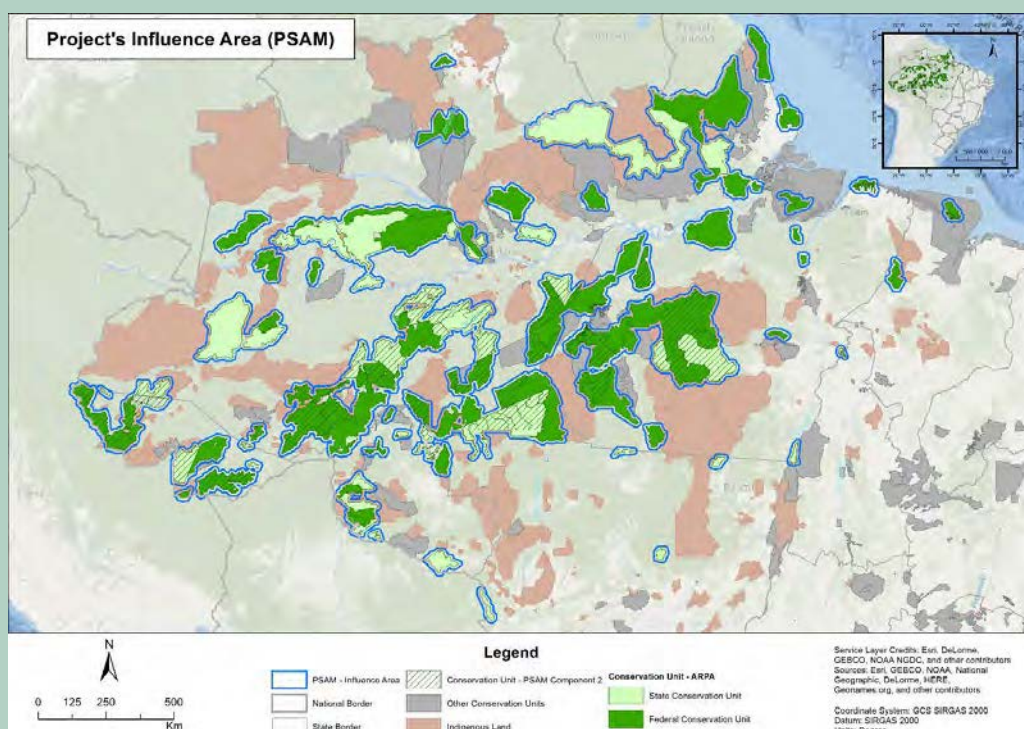 Project's Influence Area (PSAM)
N
N
0 125 250 500
Km
Legend
PSAM - Influence Area
National Border
State Border
Conservation Unit - PSAM Component 2
Other Conservation Units
Indigenous Land
Conservation Unit - ARPA
State Conservation Unit
Federal Conservation Unit
Service Layer Credits: Esri, DeLorme,
GEBCO, NOAA NGDC, and other contributors
Sources: Esri, GEBCO, NOAA, National
Geographic, DeLorme, HERE,
Geonames.org, and other contributors
Coordinate System: GCS SIRGAS 2000
Datum: SIRGAS 2000